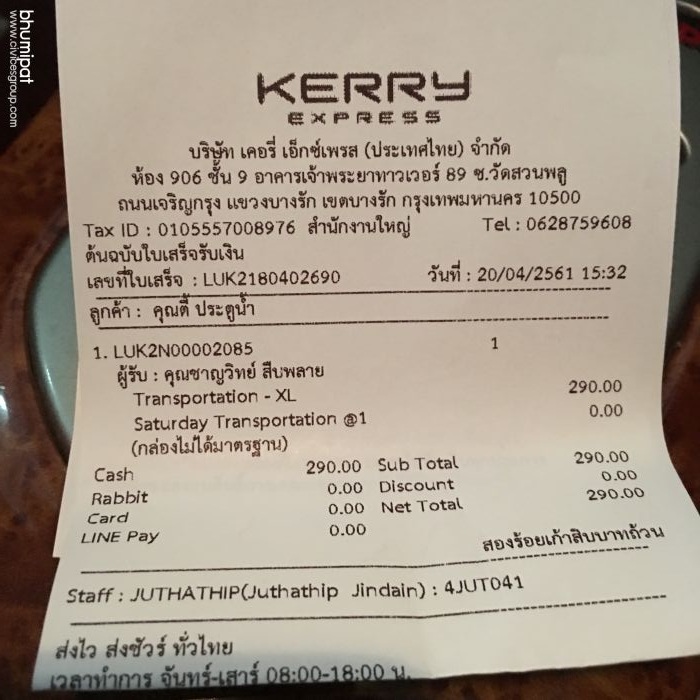 bhumipat
www.civicesgroup.com
KERRY
EXPRESS
บริษัท เคอรี่ เอ็กซ์เพรส (ประเทศไทย) จำกัด
ห้อง 906 ชั้น 9 อาคารเจ้าพระยาทาวเวอร์ 89 ซ.วัดสวนพลู
ถนนเจริญกรุง แขวงบางรัก เขตบางรัก กรุงเทพมหานคร 10500
Tax ID : 0105557008976 สำนักงานใหญ่ Tel : 0628759608
ต้นฉบับใบเสร็จรับเงิน
เลขที่ใบเสร็จ : LUK2180402690 วันที่ : 20/04/2561 15:32
ลูกค้า : คุณตี้ ประตูน้ำ
1. LUK2N00002085 1
ผู้รับ : คุณชาญวิทย์ สืบพลาย
Transportation - XL 290.00
Saturday Transportation @1 0.00
(กล่องไม่ได้มาตรฐาน)
Cash 290.00 Sub Total 290.00
Rabbit 0.00 Discount 0.00
Card 0.00 Net Total 290.00
LINE Pay 0.00
สองร้อยเก้าสิบบาทถ้วน
Staff : JUTHATHIP(Juthathip Jindain) : 4JUT041
ส่งไว ส่งชัวร์ ทั่วไทย
เวลาทำการ จันทร์-เสาร์ 08:00-18:00 น.